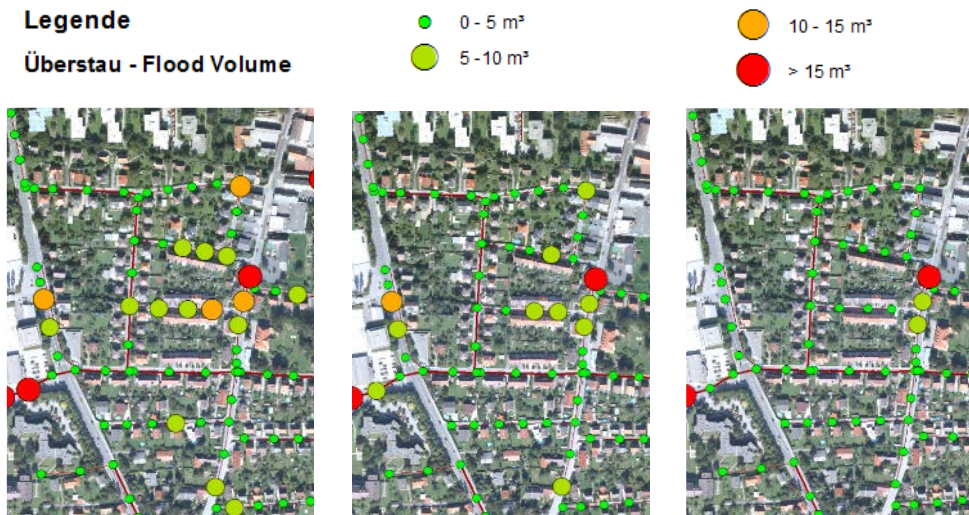 Legende
Überstau - Flood Volume
0 - 5 m³
5 -10 m³
10 - 15 m³
> 15 m³